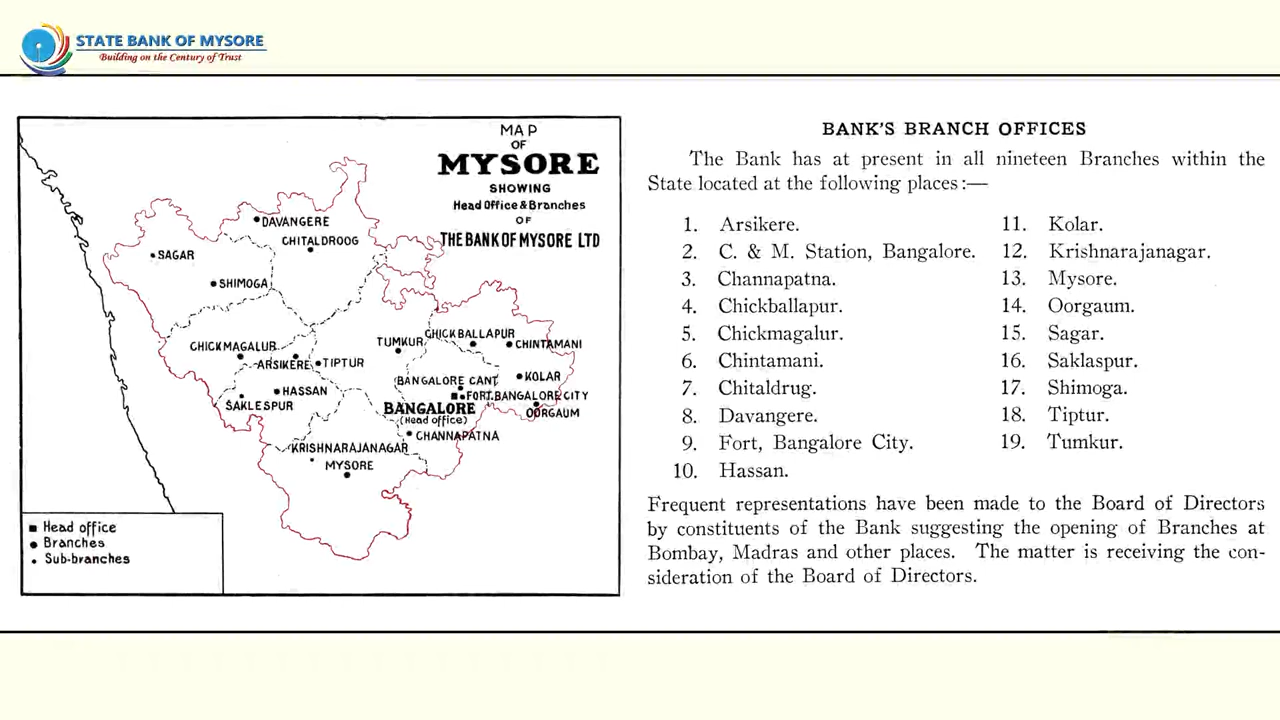 STATE BANK OF MYSORE
Building on the Century of Trust
MAP
OF
MYSORE
SHOWING
Head Office & Branches
OF
THE BANK OF MYSORE LTD
DAVANGERE
CHITALDROOG
SAGAR
SHIMOGA
CHICKBALLAPUR
CHICKMAGALUR
TUMKUR
CHINTAMANI
ARSIKERE
TIPTUR
BANGALORE CANT
KOLAR
HASSAN
FORT.BANGALORE CITY
SAKLESPUR
BANGALORE
(Head office)
OORGAUM
CHANNAPATNA
KRISHNARAJANAGAR
MYSORE
Head office
Branches
Sub-branches
BANK'S BRANCH OFFICES
The Bank has at present in all nineteen Branches within the
State located at the following places:—
1. Arsikere.
2. C. & M. Station, Bangalore.
3. Channapatna.
4. Chickballapur.
5. Chickmagalur.
6. Chintamani.
7. Chitaldrug.
8. Davangere.
9. Fort, Bangalore City.
10. Hassan.
11. Kolar.
12. Krishnarajanagar.
13. Mysore.
14. Oorgaum.
15. Sagar.
16. Saklaspur.
17. Shimoga.
18. Tiptur.
19. Tumkur.
Frequent representations have been made to the Board of Directors
by constituents of the Bank suggesting the opening of Branches at
Bombay, Madras and other places. The matter is receiving the con-
sideration of the Board of Directors.